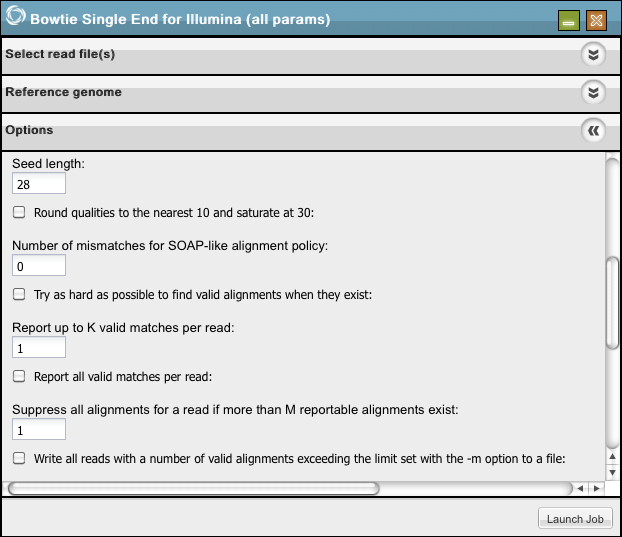 Bowtie Single End for Illumina (all params)
Select read file(s)
Reference genome
Options
Seed length:
28
Round qualities to the nearest 10 and saturate at 30:
Number of mismatches for SOAP-like alignment policy:
0
Try as hard as possible to find valid alignments when they exist:
Report up to K valid matches per read:
1
Report all valid matches per read:
Suppress all alignments for a read if more than M reportable alignments exist:
1
Write all reads with a number of valid alignments exceeding the limit set with the -m option to a file:
Launch Job